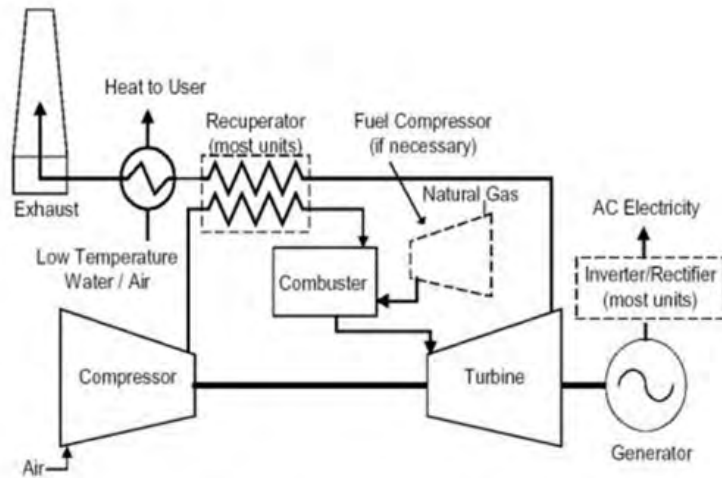 Heat to User
Recuperator
(most units)
Fuel Compressor
(if necessary)
Natural Gas
AC Electricity
Exhaust
Low Temperature
Water / Air
Combuster
Inverter/Rectifier
(most units)
Compressor
Turbine
Generator
Air